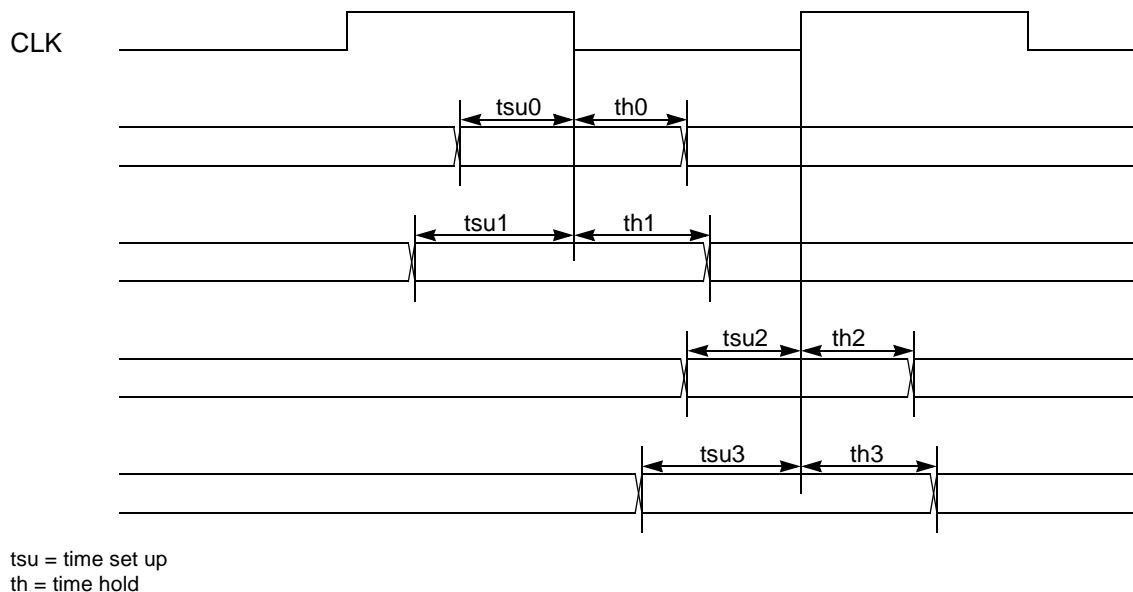 CLK
tsu0 th0
tsu1 th1
tsu2 th2
tsu3 th3
tsu = time set up
th = time hold